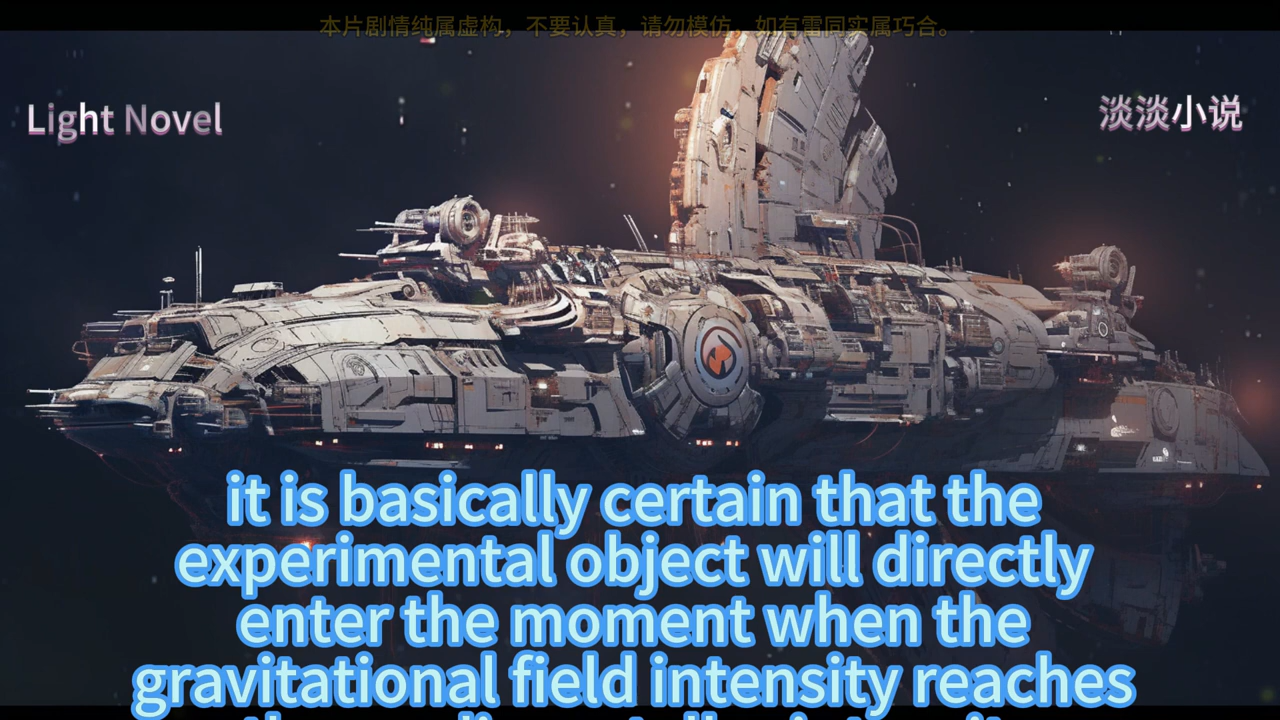 本片剧情纯属虚构，不要认真，请勿模仿。如有雷同实属巧合。
Light Novel
淡淡小说
it is basically certain that the
experimental object will directly
enter the moment when the
gravitational field intensity reaches